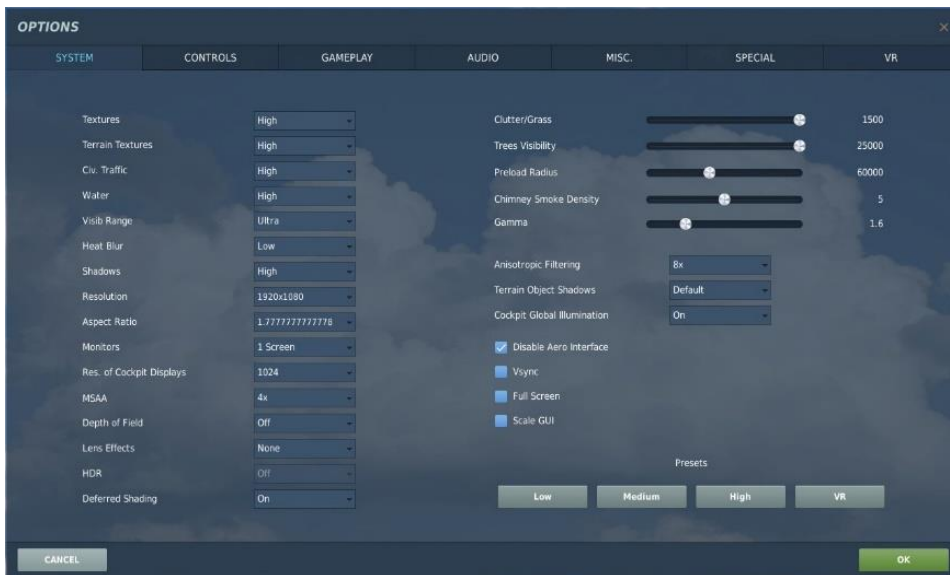 OPTIONS
SYSTEM CONTROLS GAMEPLAY AUDIO MISC. SPECIAL VR
Textures High
Terrain Textures High
Civ. Traffic High
Water High
Visib Range Ultra
Heat Blur Low
Shadows High
Resolution 1920x1080
Aspect Ratio 1.7777777777778
Monitors 1 Screen
Res. of Cockpit Displays 1024
MSAA 4x
Depth of Field Off
Lens Effects None
HDR Off
Deferred Shading On
Clutter/Grass 1500
Trees Visibility 25000
Preload Radius 60000
Chimney Smoke Density 5
Gamma 1.6
Anisotropic Filtering 8x
Terrain Object Shadows Default
Cockpit Global Illumination On
Disable Aero Interface
Vsync
Full Screen
Scale GUI
Presets
Low Medium High VR
CANCEL OK